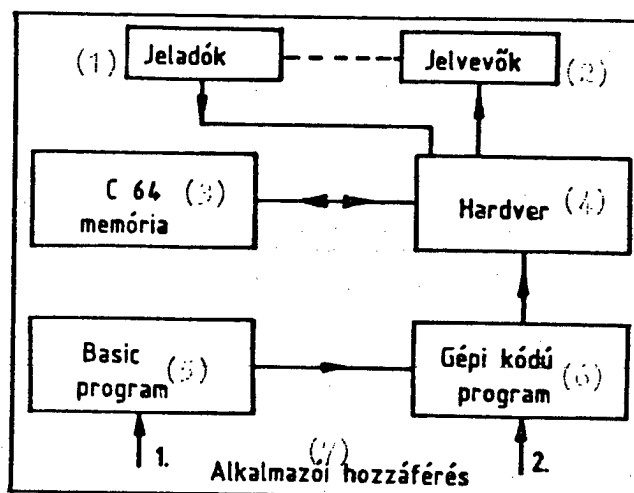 (1) Jeladók
Jelvevők (2)
C 64 (3)
memória
Hardver (4)
Basic
program (5)
Gépi kódú
program (6)
1.
(7)
2.
Alkalmazói hozzáférés